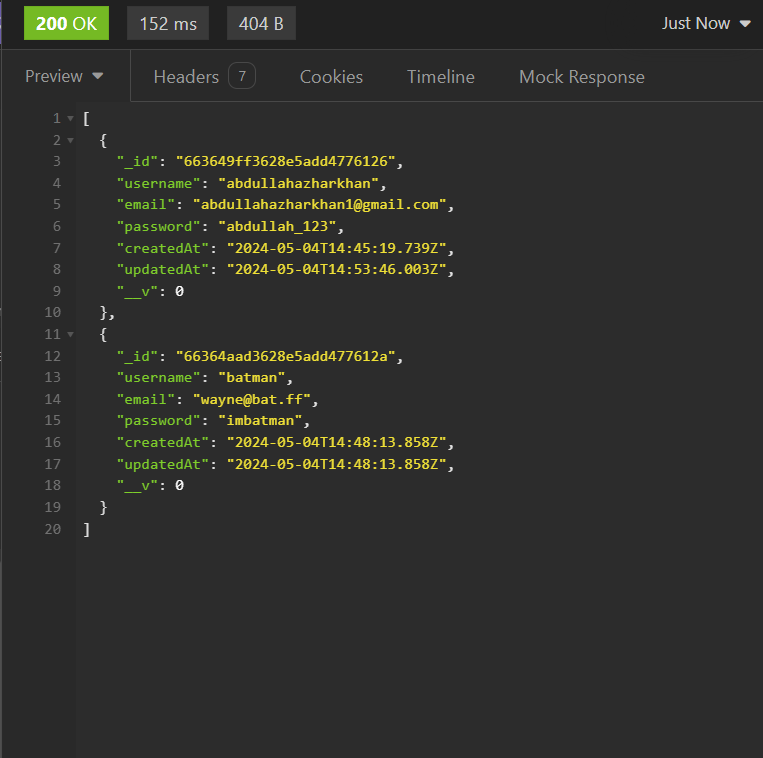 200 OK 152 ms 404 B Just Now
Preview Headers 7 Cookies Timeline Mock Response
1 [
2 {
3 "_id": "663649ff3628e5add4776126",
4 "username": "abdullahazharkhan",
5 "email": "abdullahazharkhan1@gmail.com",
6 "password": "abdullah_123",
7 "createdAt": "2024-05-04T14:45:19.739Z",
8 "updatedAt": "2024-05-04T14:53:46.003Z",
9 "__v": 0
10 },
11 {
12 "_id": "66364aad3628e5add477612a",
13 "username": "batman",
14 "email": "wayne@bat.ff",
15 "password": "imbatman",
16 "createdAt": "2024-05-04T14:48:13.858Z",
17 "updatedAt": "2024-05-04T14:48:13.858Z",
18 "__v": 0
19 }
20 ]